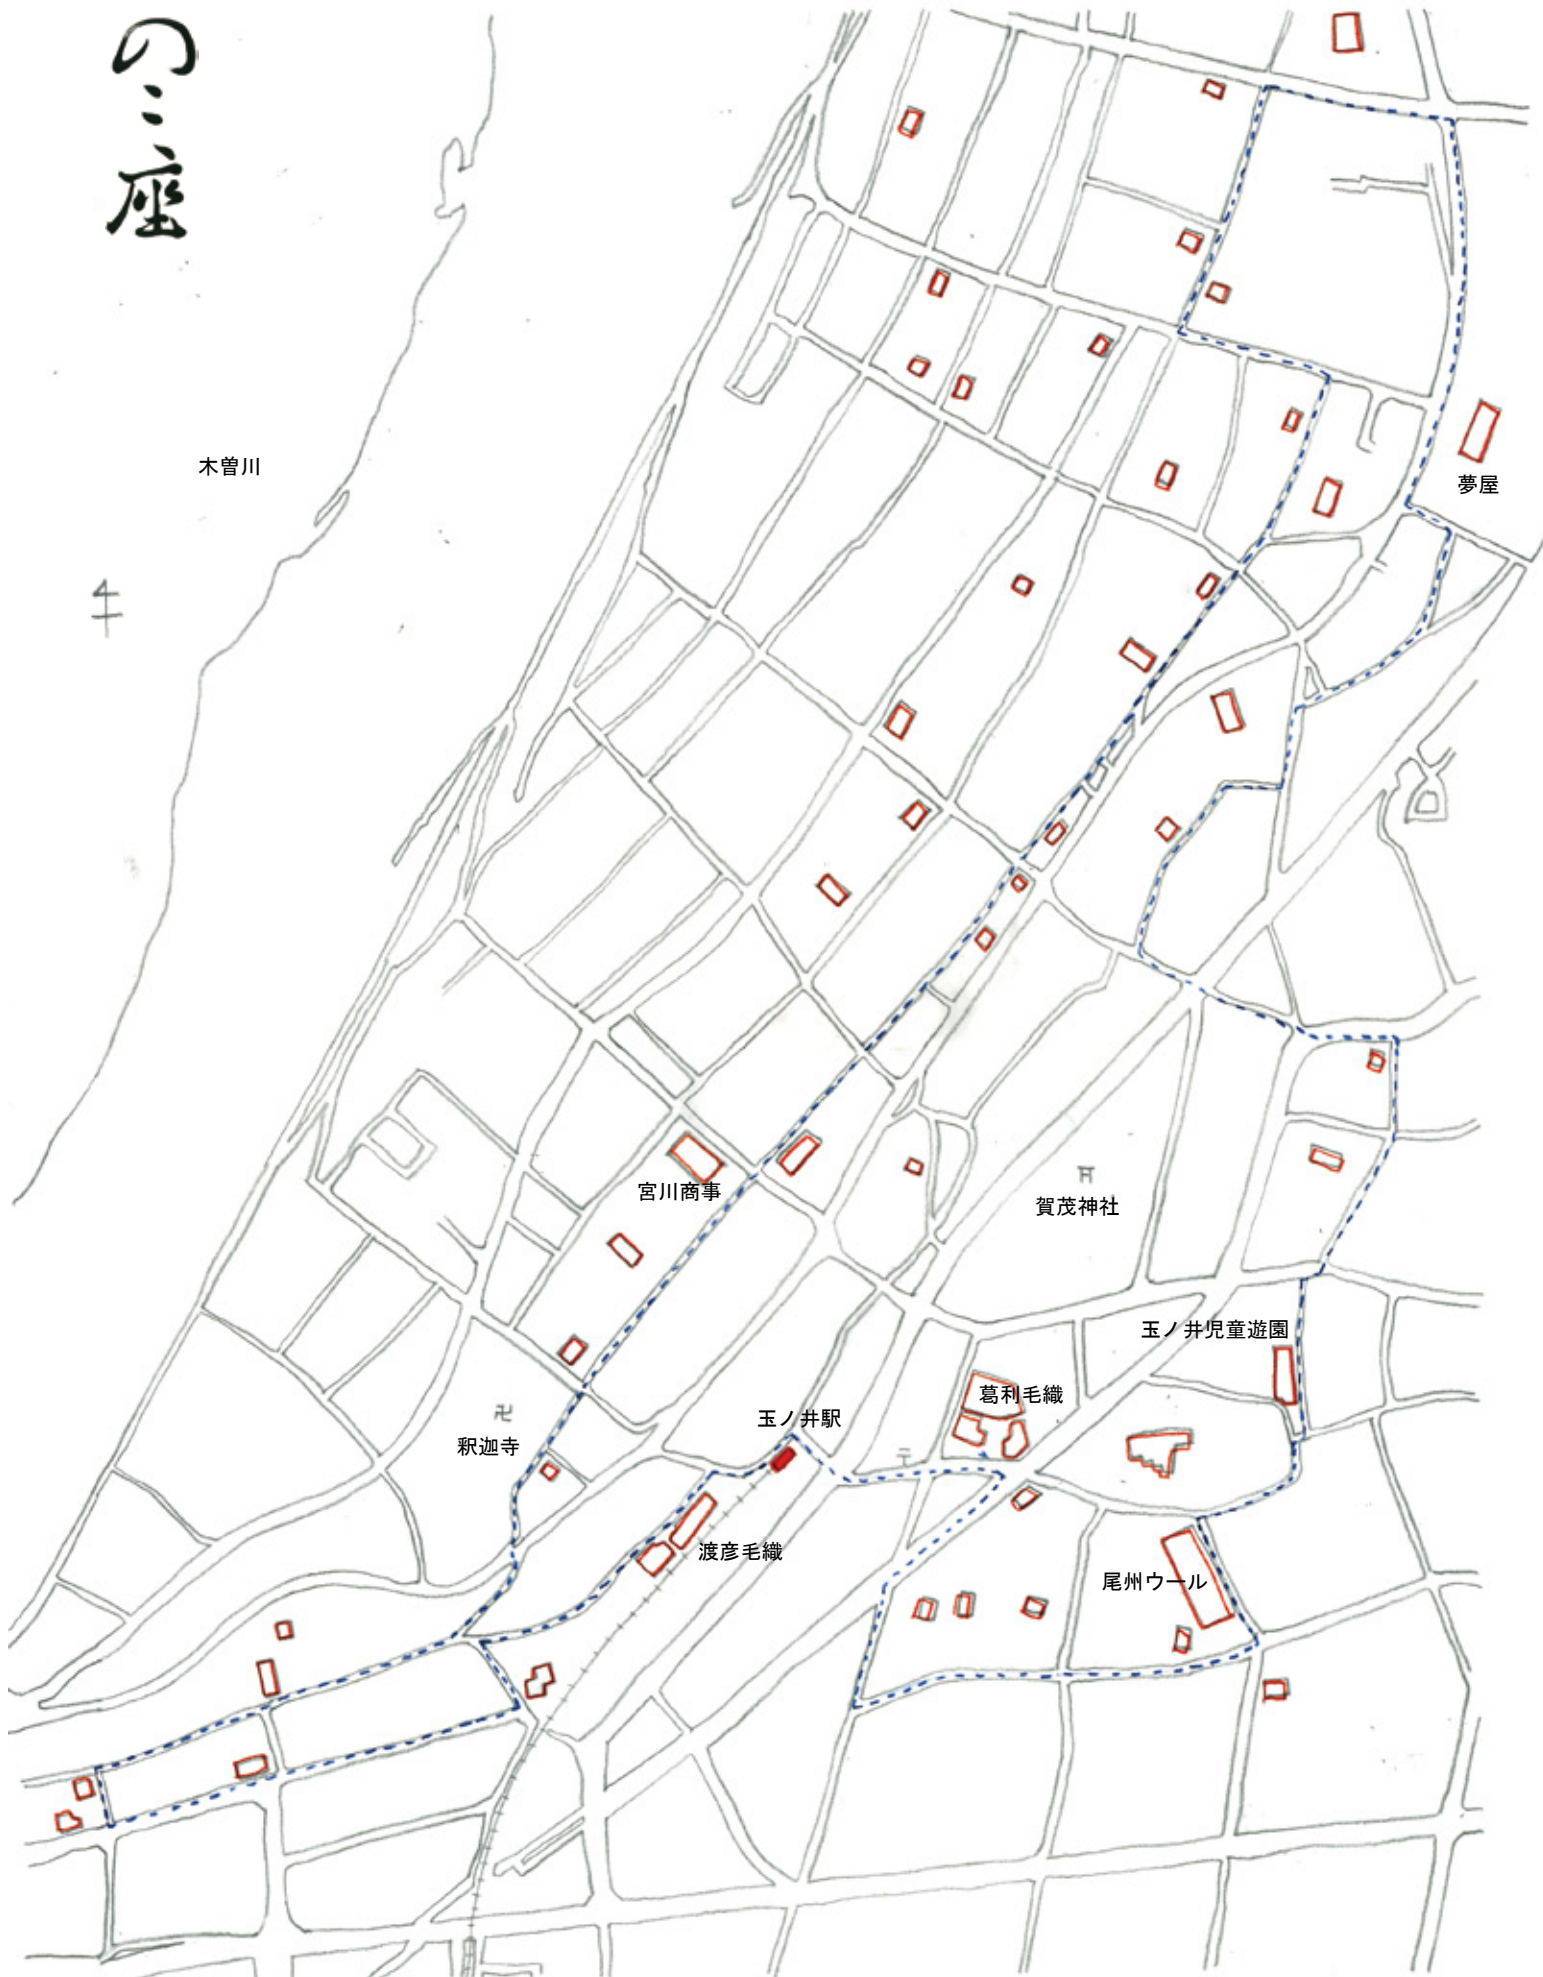 のこ座
木曽川
夢屋
宮川商事
賀茂神社
玉ノ井児童遊園
葛利毛織
玉ノ井駅
釈迦寺
渡彦毛織
尾州ウール